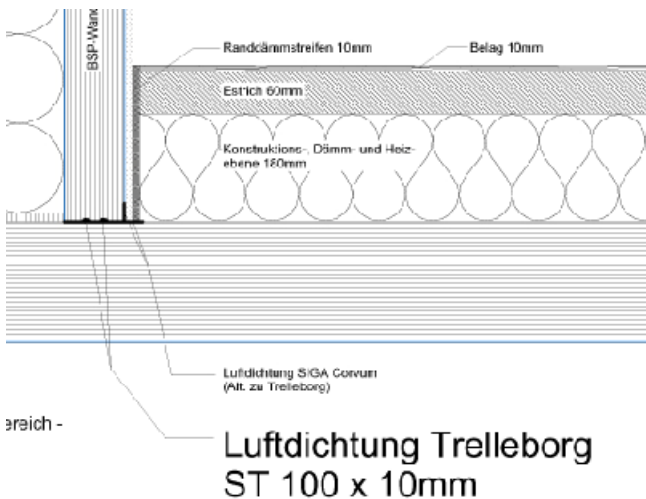 BSP-Wand
Randdämmstreifen 10mm
Belag 10mm
Estrich 60mm
Konstruktions-, Dämm- und Heiz-
ebene 180mm
Luftdichtung SIGA Corvum
(Alt. zu Trelleborg)
ereich -
Luftdichtung Trelleborg
ST 100 x 10mm